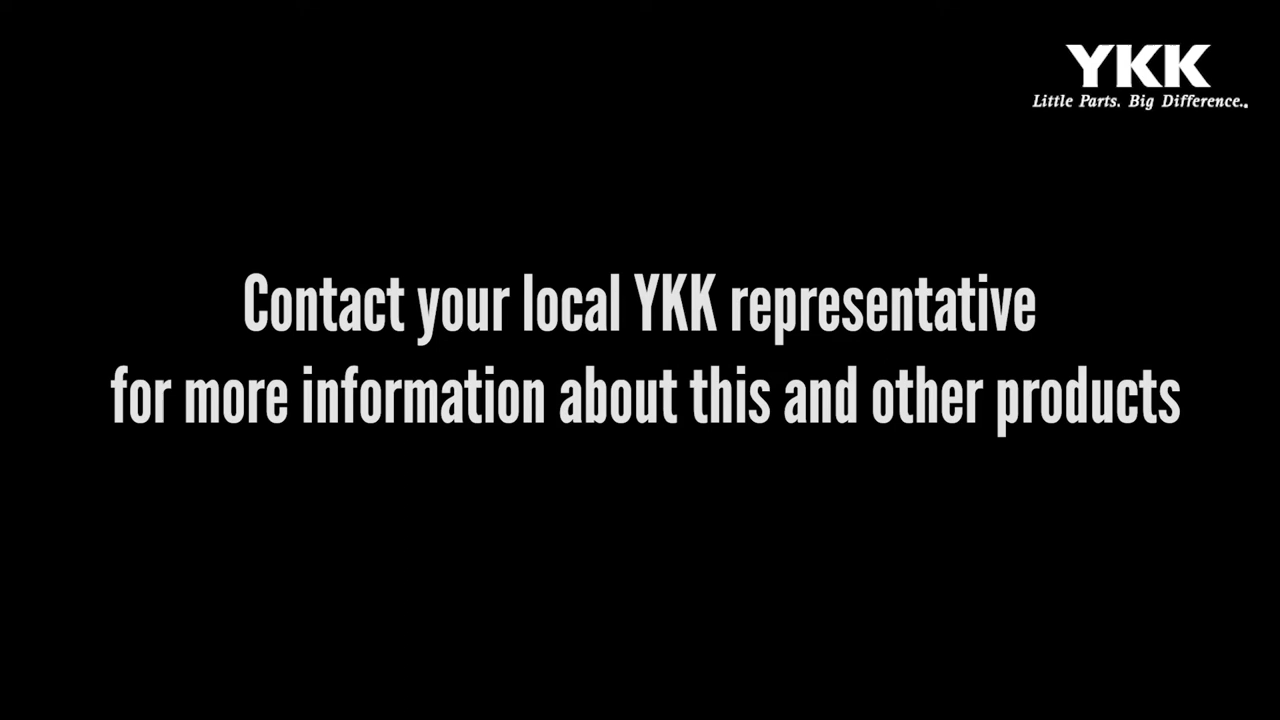 YKK
Little Parts. Big Difference.
Contact your local YKK representative
for more information about this and other products